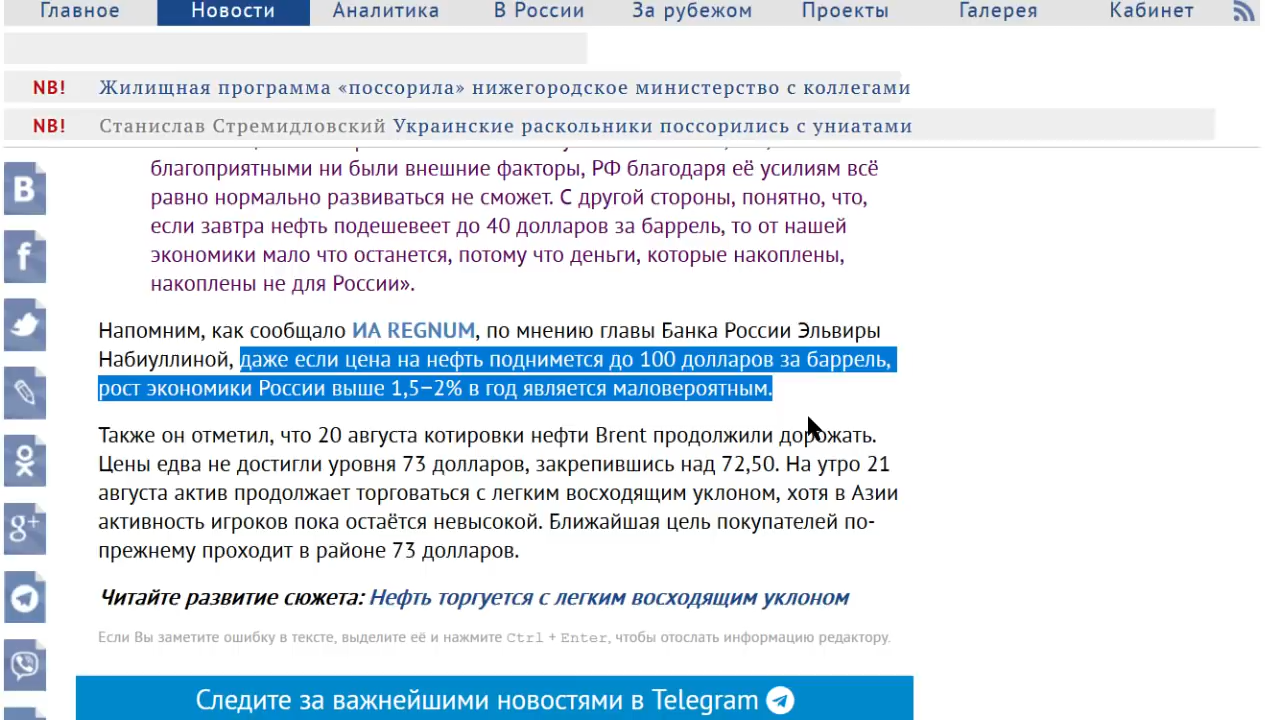 Главное Новости Аналитика В России За рубежом Проекты Галерея Кабинет
NB! Жилищная программа «поссорила» нижегородское министерство с коллегами
NB! Станислав Стремидловский Украинские раскольники поссорились с униатами
благоприятными ни были внешние факторы, РФ благодаря её усилиям всё
равно нормально развиваться не сможет. С другой стороны, понятно, что,
если завтра нефть подешевеет до 40 долларов за баррель, то от нашей
экономики мало что останется, потому что деньги, которые накоплены,
накоплены не для России».
Напомним, как сообщало ИА REGNUM, по мнению главы Банка России Эльвиры
Набиуллиной, даже если цена на нефть поднимется до 100 долларов за баррель,
рост экономики России выше 1,5−2% в год является маловероятным.
Также он отметил, что 20 августа котировки нефти Brent продолжили дорожать.
Цены едва не достигли уровня 73 долларов, закрепившись над 72,50. На утро 21
августа актив продолжает торговаться с легким восходящим уклоном, хотя в Азии
активность игроков пока остаётся невысокой. Ближайшая цель покупателей по-
прежнему проходит в районе 73 долларов.
Читайте развитие сюжета: Нефть торгуется с легким восходящим уклоном
Если Вы заметите ошибку в тексте, выделите её и нажмите Ctrl + Enter, чтобы отослать информацию редактору.
Следите за важнейшими новостями в Telegram